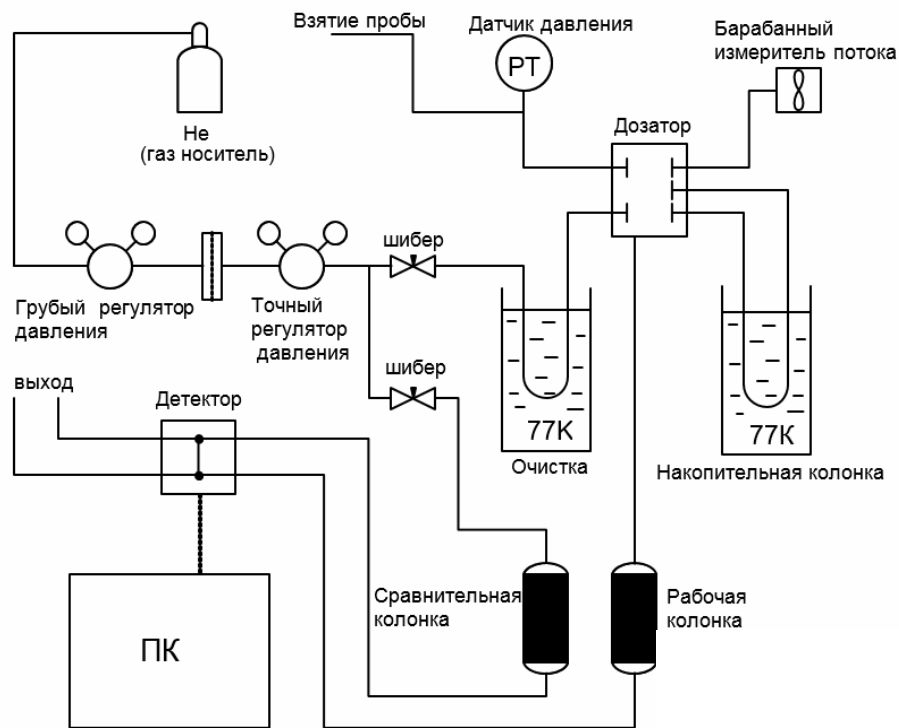 Взятие пробы
Датчик давления
PT
Барабанный
измеритель потока
He
(газ носитель)
Дозатор
шибер
Грубый регулятор
давления
Точный
регулятор
давления
шибер
77K
Очистка
77K
Накопительная колонка
выход
Детектор
Сравнительная
колонка
Рабочая
колонка
ПК